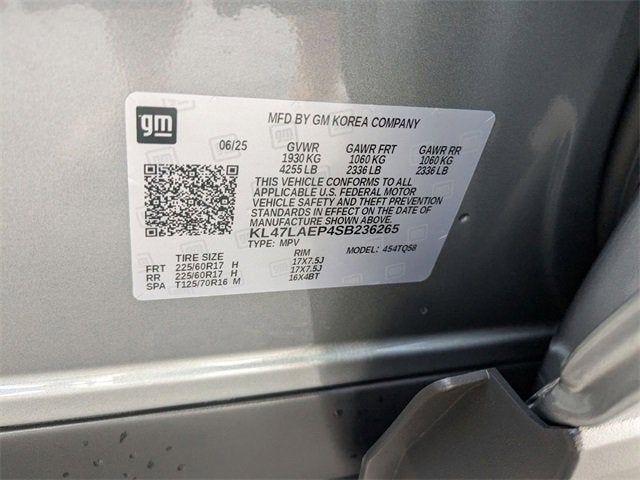 gm
MFD BY GM KOREA COMPANY
06/25 GVWR GAWR FRT GAWR RR
1930 KG 1060 KG 1060 KG
4255 LB 2336 LB 2336 LB
THIS VEHICLE CONFORMS TO ALL
APPLICABLE U.S. FEDERAL MOTOR
VEHICLE SAFETY AND THEFT PREVENTION
STANDARDS IN EFFECT ON THE DATE OF
MANUFACTURE SHOWN ABOVE.
KL47LAEP4SB236265
TYPE: MPV MODEL: 454TQ58
TIRE SIZE RIM
FRT 225/60R17 H 17X7.5J
RR 225/60R17 H 17X7.5J
SPA T125/70R16 M 16X4BT